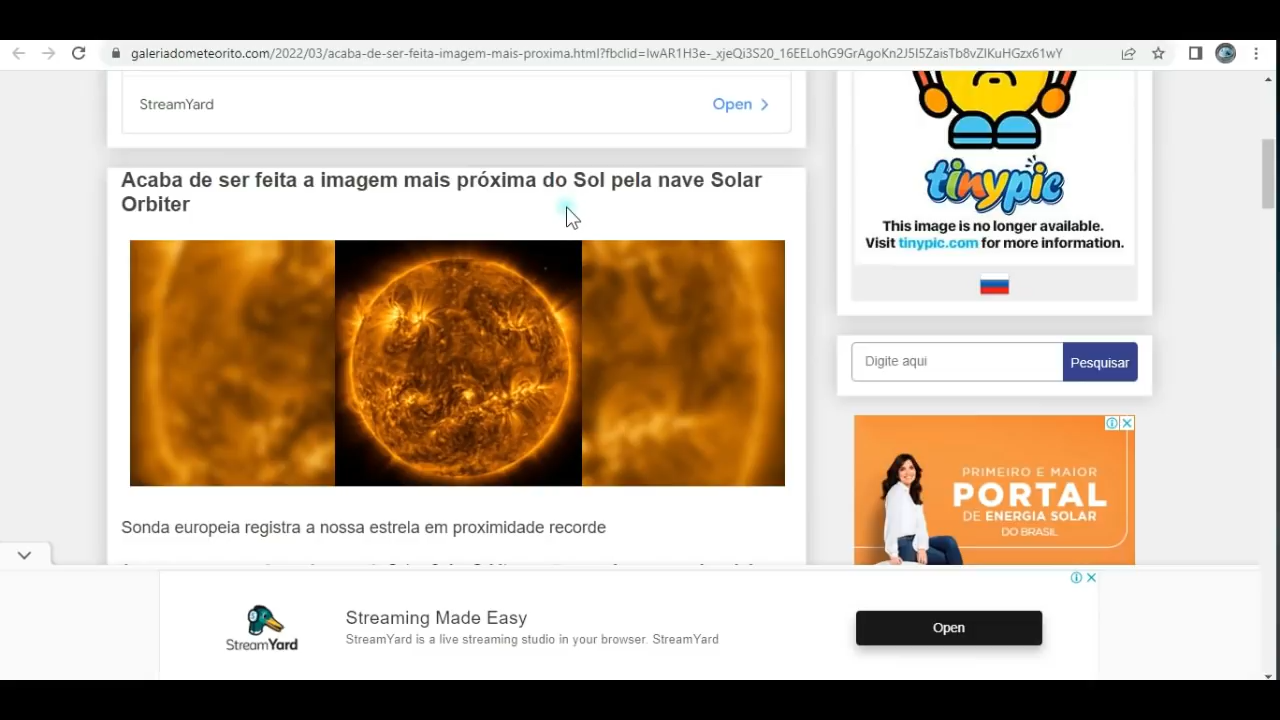 galeriadometeorito.com/2022/03/acaba-de-ser-feita-imagem-mais-proxima.html?fbclid=IwAR1H3e-_xjeQi3S20_16EELohG9GrAgoKn2J5I5ZaisTb8vZIKuHGzx61wY
StreamYard
Open
Acaba de ser feita a imagem mais próxima do Sol pela nave Solar
Orbiter
Sonda europeia registra a nossa estrela em proximidade recorde
tinypic
This image is no longer available.
Visit tinypic.com for more information.
Digite aqui
Pesquisar
PRIMEIRO E MAIOR
PORTAL
DE ENERGIA SOLAR
DO BRASIL
StreamYard
Streaming Made Easy
StreamYard is a live streaming studio in your browser. StreamYard
Open